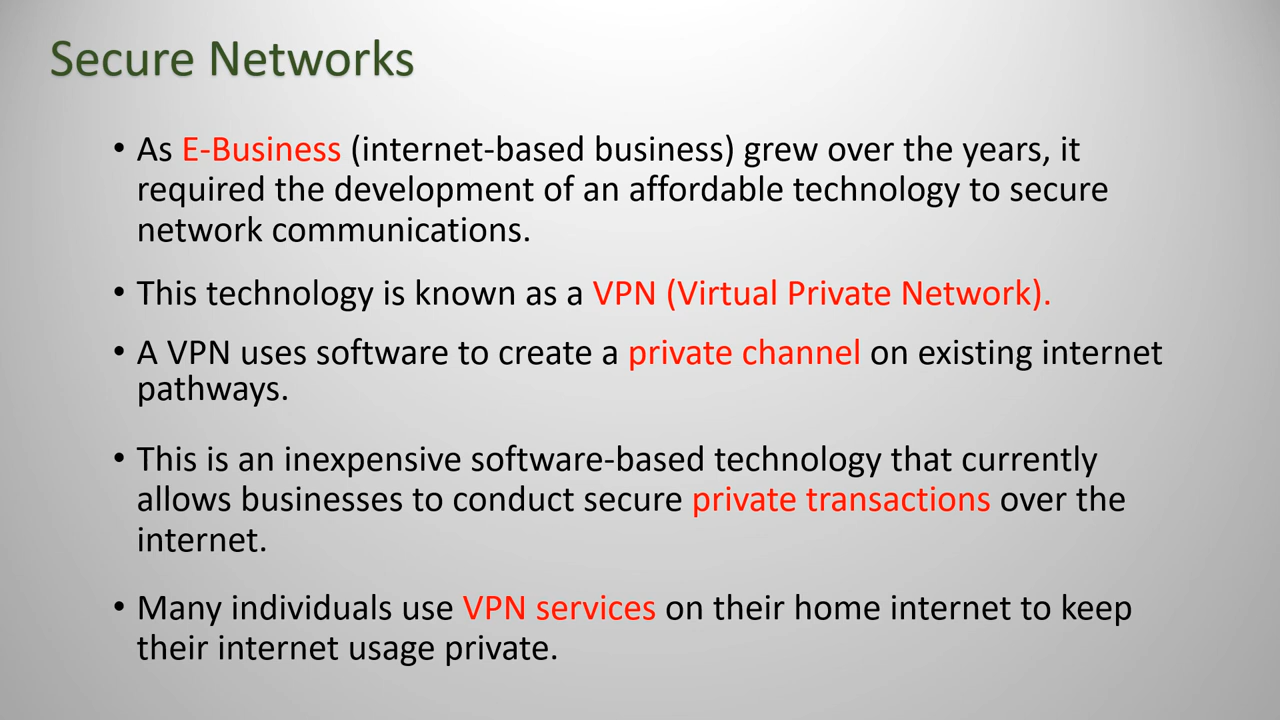 Secure Networks
• As E-Business (internet-based business) grew over the years, it
required the development of an affordable technology to secure
network communications.
• This technology is known as a VPN (Virtual Private Network).
• A VPN uses software to create a private channel on existing internet
pathways.
• This is an inexpensive software-based technology that currently
allows businesses to conduct secure private transactions over the
internet.
• Many individuals use VPN services on their home internet to keep
their internet usage private.